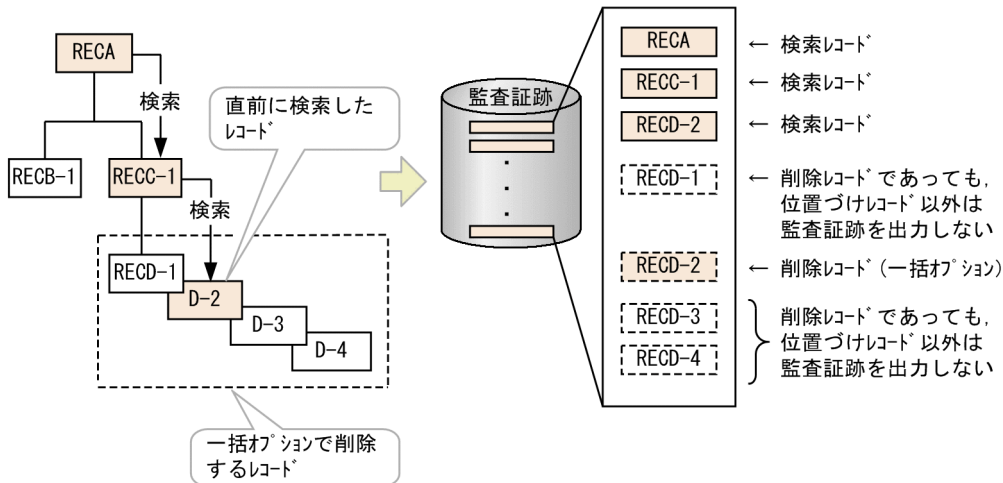 RECA
検索
RECB-1
RECC-1
検索
直前に検索した
ﾚｺｰﾄﾞ
RECD-1
D-2
D-3
D-4
一括ｵﾌﾟｼｮﾝで削除
するﾚｺｰﾄﾞ
監査証跡
・
・
・
RECA
← 検索ﾚｺｰﾄﾞ
RECC-1
← 検索ﾚｺｰﾄﾞ
RECD-2
← 検索ﾚｺｰﾄﾞ
RECD-1
← 削除ﾚｺｰﾄﾞであっても,
位置づけﾚｺｰﾄﾞ以外は
監査証跡を出力しない
RECD-2
← 削除ﾚｺｰﾄﾞ(一括ｵﾌﾟｼｮﾝ)
RECD-3
RECD-4
削除ﾚｺｰﾄﾞであっても,
位置づけﾚｺｰﾄﾞ以外は
監査証跡を出力しない